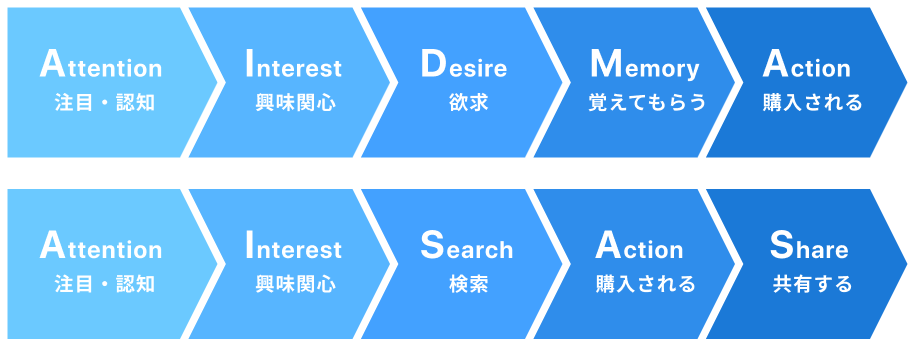 Attention Interest Desire Memory Action
注目・認知 興味関心 欲求 覚えてもらう 購入される
Attention Interest Search Action Share
注目・認知 興味関心 検索 購入される 共有する